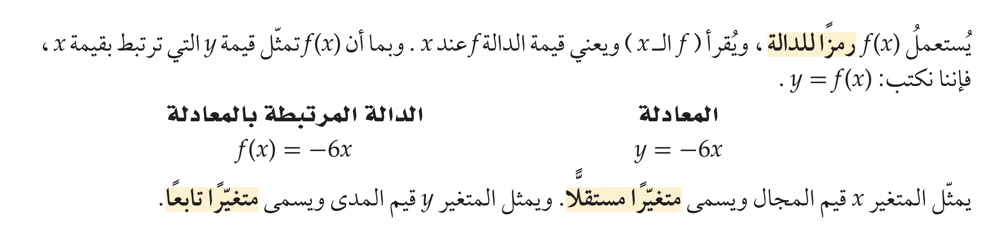 يُستعملُ f(x) رمزًا للدالة ، ويُقرأ ( f الـ x ) ويعني قيمة الدالة f عند x . وبما أن f(x) تمثّل قيمة y التي ترتبط بقيمة x ،
فإننا نكتب: y = f(x) .
المعادلة الدالة المرتبطة بالمعادلة
y = −6x f(x) = −6x
يمثّل المتغير x قيم المجال ويسمى متغيّرًا مستقلًّا. ويمثل المتغير y قيم المدى ويسمى متغيّرًا تابعًا.